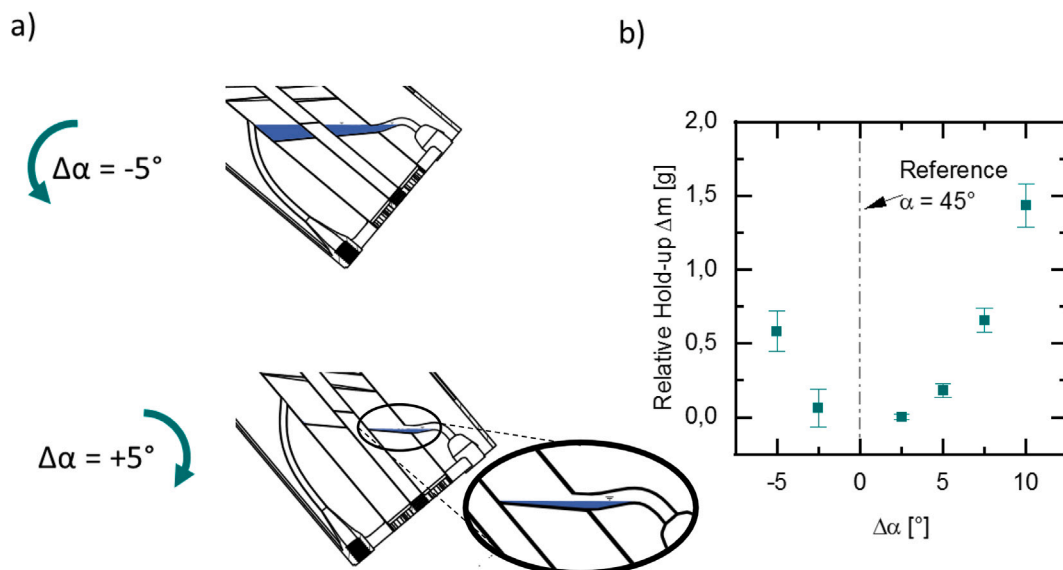 a)
Δα = -5°
Δα = +5°
b)
Relative Hold-up Δm [g]
2,0
1,5
1,0
0,5
0,0
Reference
α = 45°
-5
0
5
10
Δα [°]